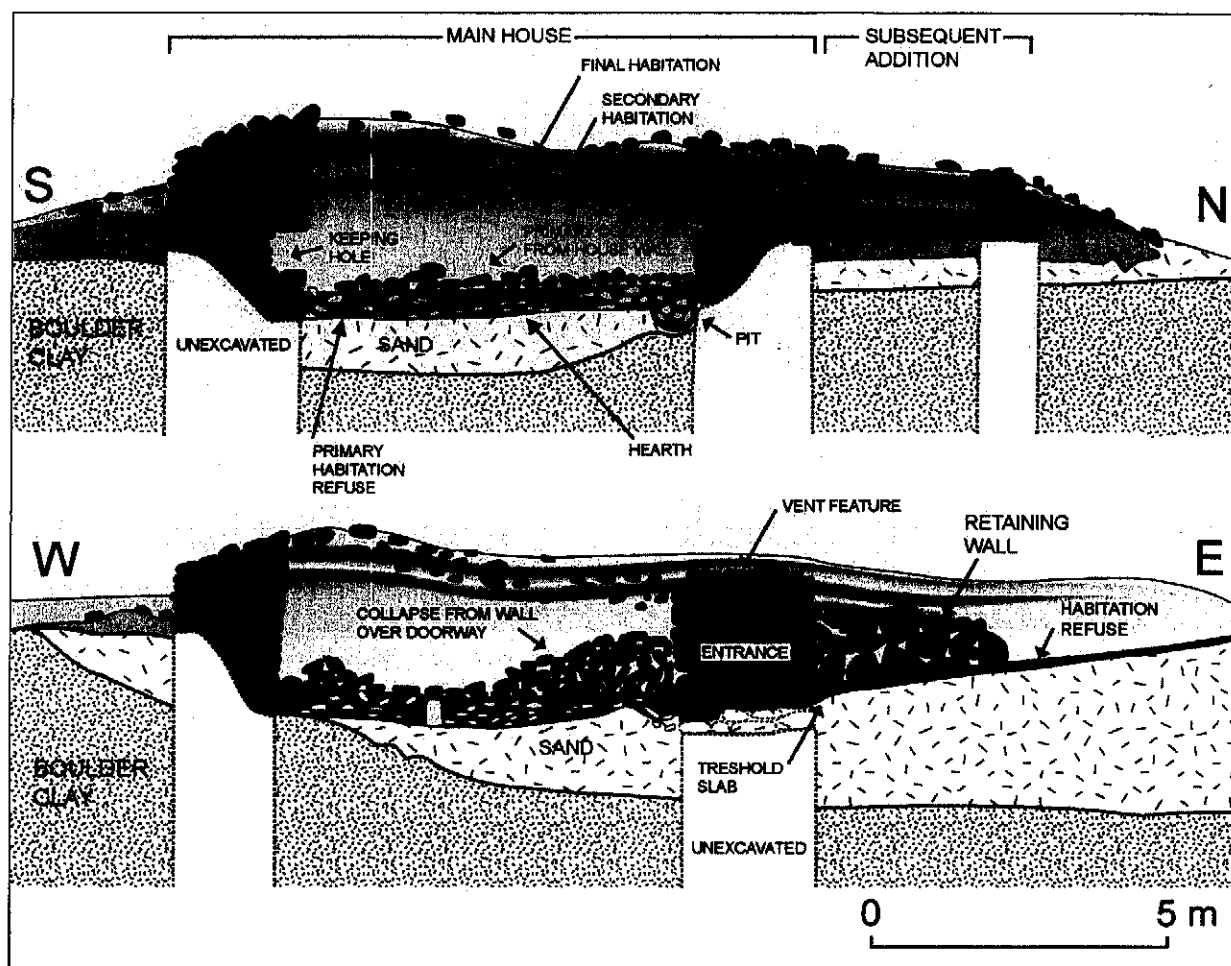 MAIN HOUSE
SUBSEQUENT
ADDITION
FINAL HABITATION
SECONDARY
HABITATION
S
N
KEEPING
HOLE
FROM HOUSE
BOULDER
CLAY
UNEXCAVATED
SAND
PIT
PRIMARY
HABITATION
REFUSE
HEARTH
VENT FEATURE
RETAINING
WALL
W
E
COLLAPSE FROM WALL
OVER DOORWAY
HABITATION
REFUSE
ENTRANCE
SAND
BOULDER
CLAY
TRESHOLD
SLAB
UNEXCAVATED
0 5 m